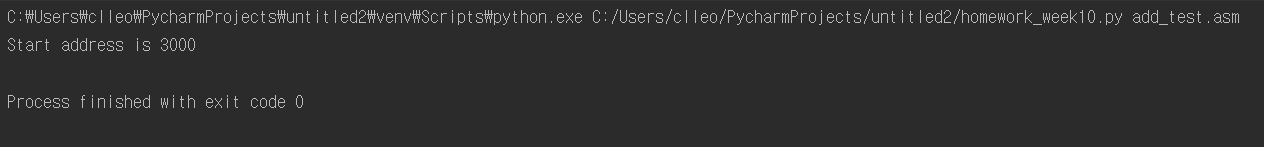 C:₩Users₩clleo₩PycharmProjects₩untitled2₩venv₩Scripts₩python.exe C:/Users/clleo/PycharmProjects/untitled2/homework_week10.py add_test.asm
Start address is 3000
Process finished with exit code 0